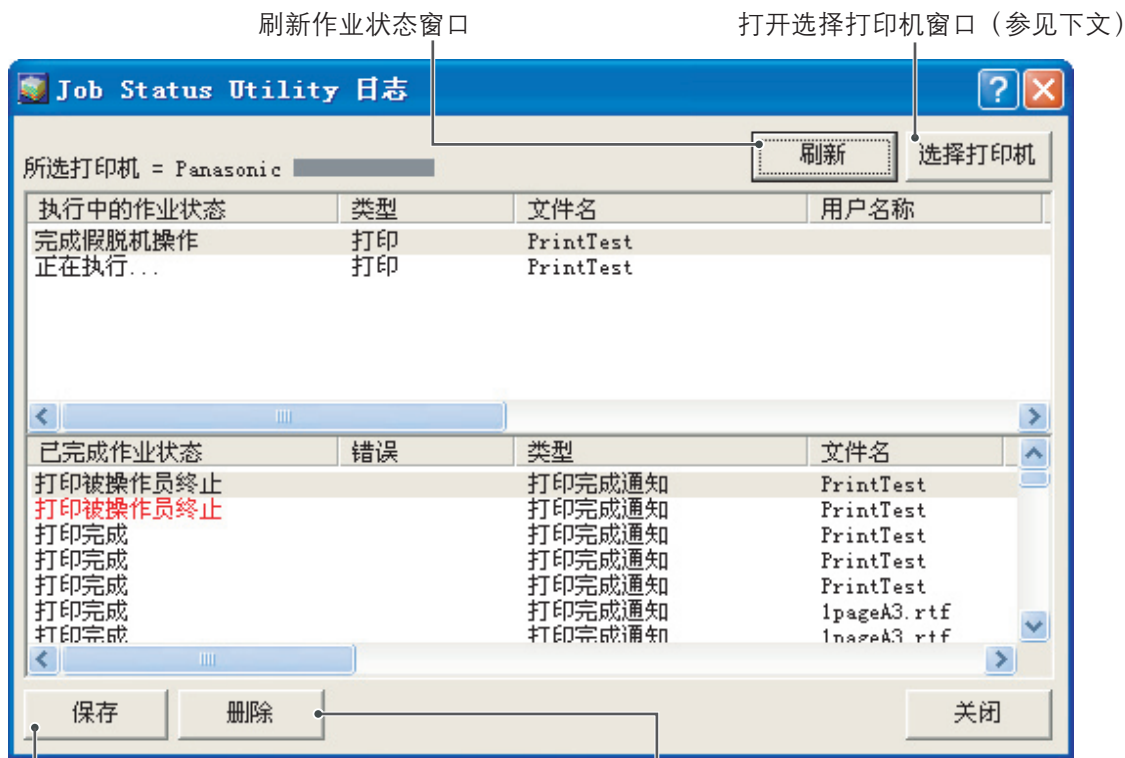 刷新作业状态窗口 打开选择打印机窗口（参见下文）
Job Status Utility 日志
刷新 选择打印机
所选打印机 = Panasonic
执行中的作业状态 类型 文件名 用户名称
完成假脱机操作 打印 PrintTest
正在执行... 打印 PrintTest
已完成作业状态 错误 类型 文件名
打印被操作员终止 打印完成通知 PrintTest
打印被操作员终止 打印完成通知 PrintTest
打印完成 打印完成通知 PrintTest
打印完成 打印完成通知 PrintTest
打印完成 打印完成通知 PrintTest
打印完成 打印完成通知 1pageA3.rtf
打印完成 打印完成通知 1pageA3.rtf
保存 删除 关闭